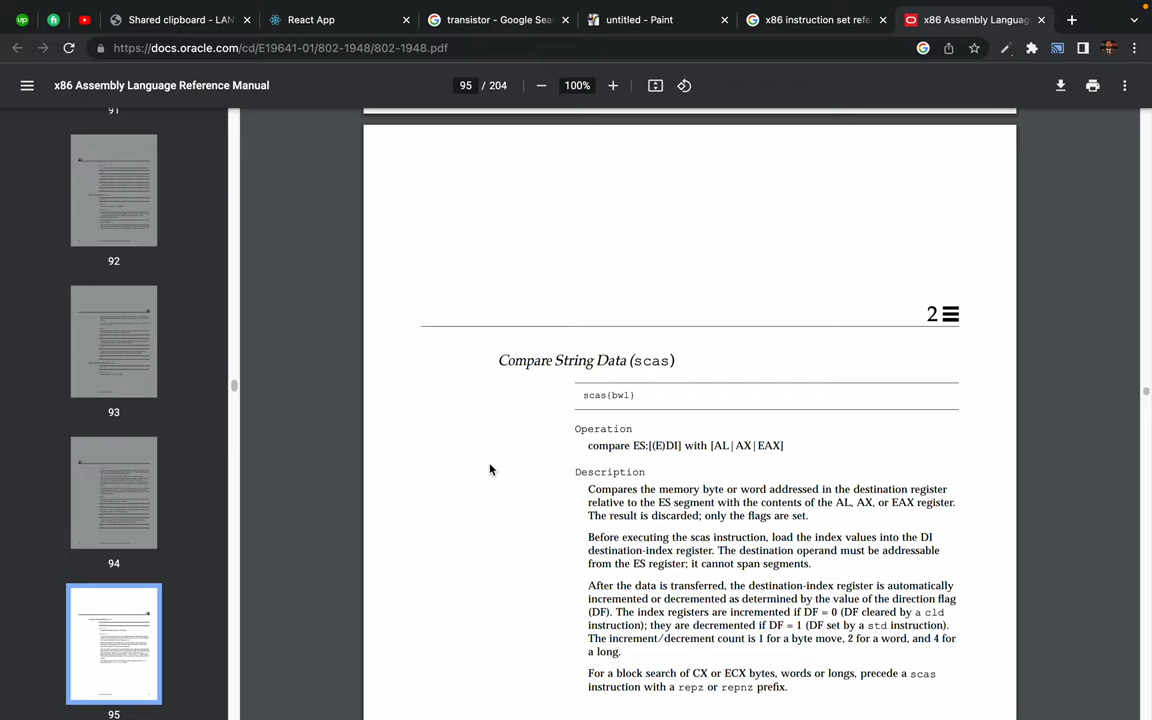 Shared clipboard - LAN
React App
transistor - Google Sea
untitled - Paint
x86 instruction set refe
x86 Assembly Languag
https://docs.oracle.com/cd/E19641-01/802-1948/802-1948.pdf
x86 Assembly Language Reference Manual
95 / 204
100%
91
92
93
94
95
2
Compare String Data (scas)
scas{bwl}
Operation
compare ES:[(E)DI] with [AL|AX|EAX]
Description
Compares the memory byte or word addressed in the destination register
relative to the ES segment with the contents of the AL, AX, or EAX register.
The result is discarded; only the flags are set.
Before executing the scas instruction, load the index values into the DI
destination-index register. The destination operand must be addressable
from the ES register; it cannot span segments.
After the data is transferred, the destination-index register is automatically
incremented or decremented as determined by the value of the direction flag
(DF). The index registers are incremented if DF = 0 (DF cleared by a cld
instruction); they are decremented if DF = 1 (DF set by a std instruction).
The increment/decrement count is 1 for a byte move, 2 for a word, and 4 for
a long.
For a block search of CX or ECX bytes, words or longs, precede a scas
instruction with a repz or repnz prefix.